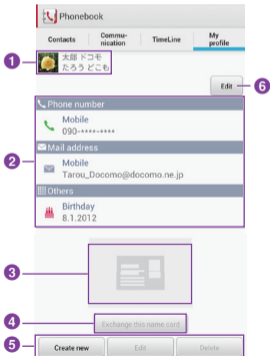 Phonebook
Contacts
Commu-
nication
TimeLine
My
profile
1
太郎 ドコモ
たろう どこも
Edit
6
Phone number
Mobile
090-****-****
2
Mail address
Mobile
Tarou_Docomo@docomo.ne.jp
Others
Birthday
8.1.2012
3
4
Exchange this name card
5
Create new
Edit
Delete